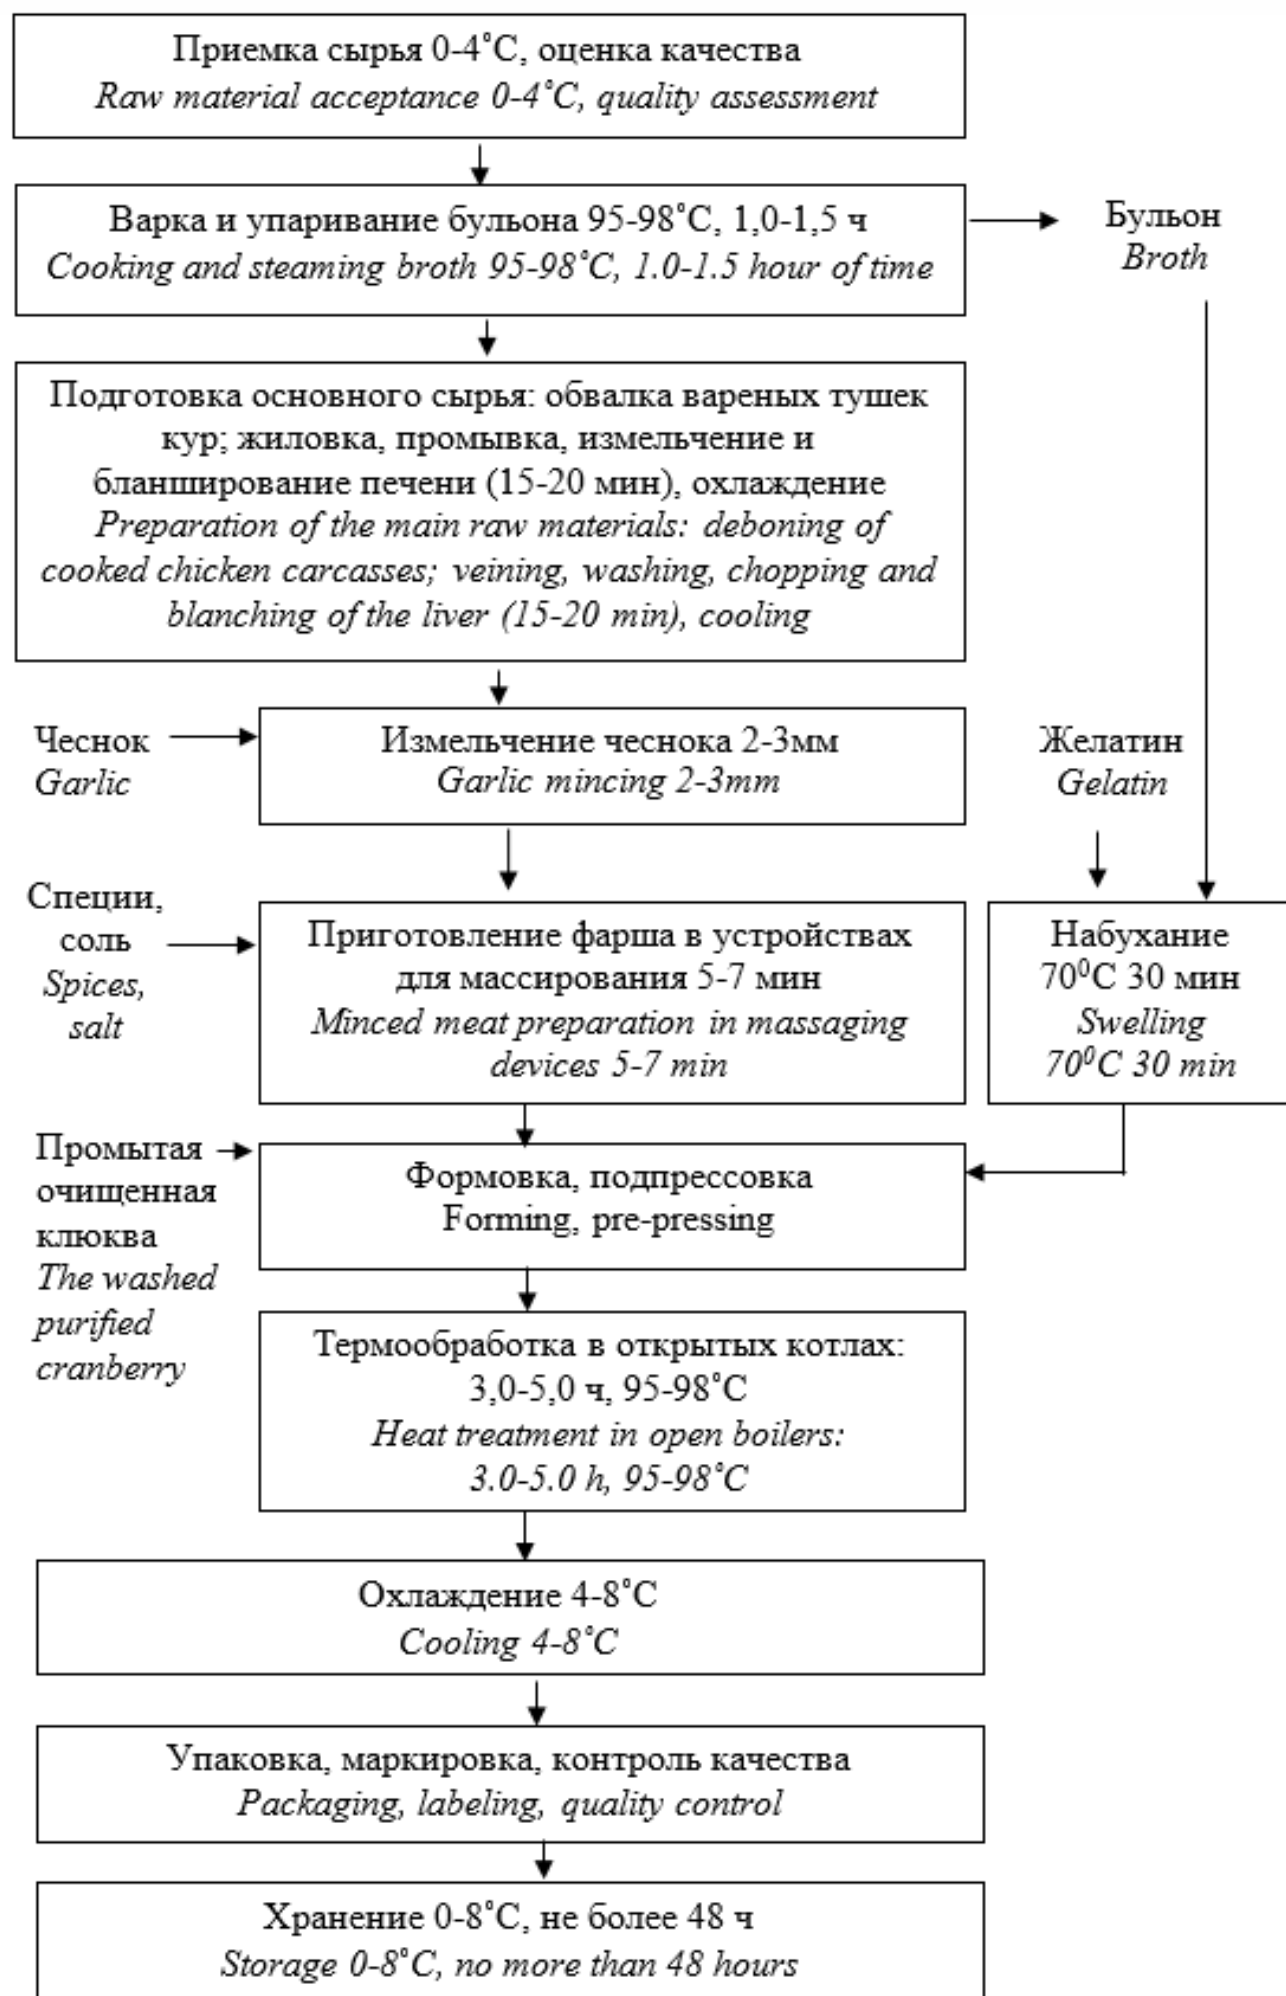 Приемка сырья 0-4˚С, оценка качества
Raw material acceptance 0-4˚C, quality assessment
Варка и упаривание бульона 95-98˚С, 1,0-1,5 ч
Cooking and steaming broth 95-98˚C, 1.0-1.5 hour of time
Бульон
Broth
Подготовка основного сырья: обвалка вареных тушек
кур; жиловка, промывка, измельчение и
бланширование печени (15-20 мин), охлаждение
Preparation of the main raw materials: deboning of
cooked chicken carcasses; veining, washing, chopping and
blanching of the liver (15-20 min), cooling
Чеснок
Garlic
Измельчение чеснока 2-3мм
Garlic mincing 2-3mm
Желатин
Gelatin
Специи,
соль
Spices,
salt
Приготовление фарша в устройствах
для массирования 5-7 мин
Minced meat preparation in massaging
devices 5-7 min
Набухание
70⁰С 30 мин
Swelling
70⁰C 30 min
Промытая
очищенная
клюква
The washed
purified
cranberry
Формовка, подпрессовка
Forming, pre-pressing
Термообработка в открытых котлах:
3,0-5,0 ч, 95-98˚С
Heat treatment in open boilers:
3.0-5.0 h, 95-98˚C
Охлаждение 4-8˚С
Cooling 4-8˚C
Упаковка, маркировка, контроль качества
Packaging, labeling, quality control
Хранение 0-8˚С, не более 48 ч
Storage 0-8˚C, no more than 48 hours